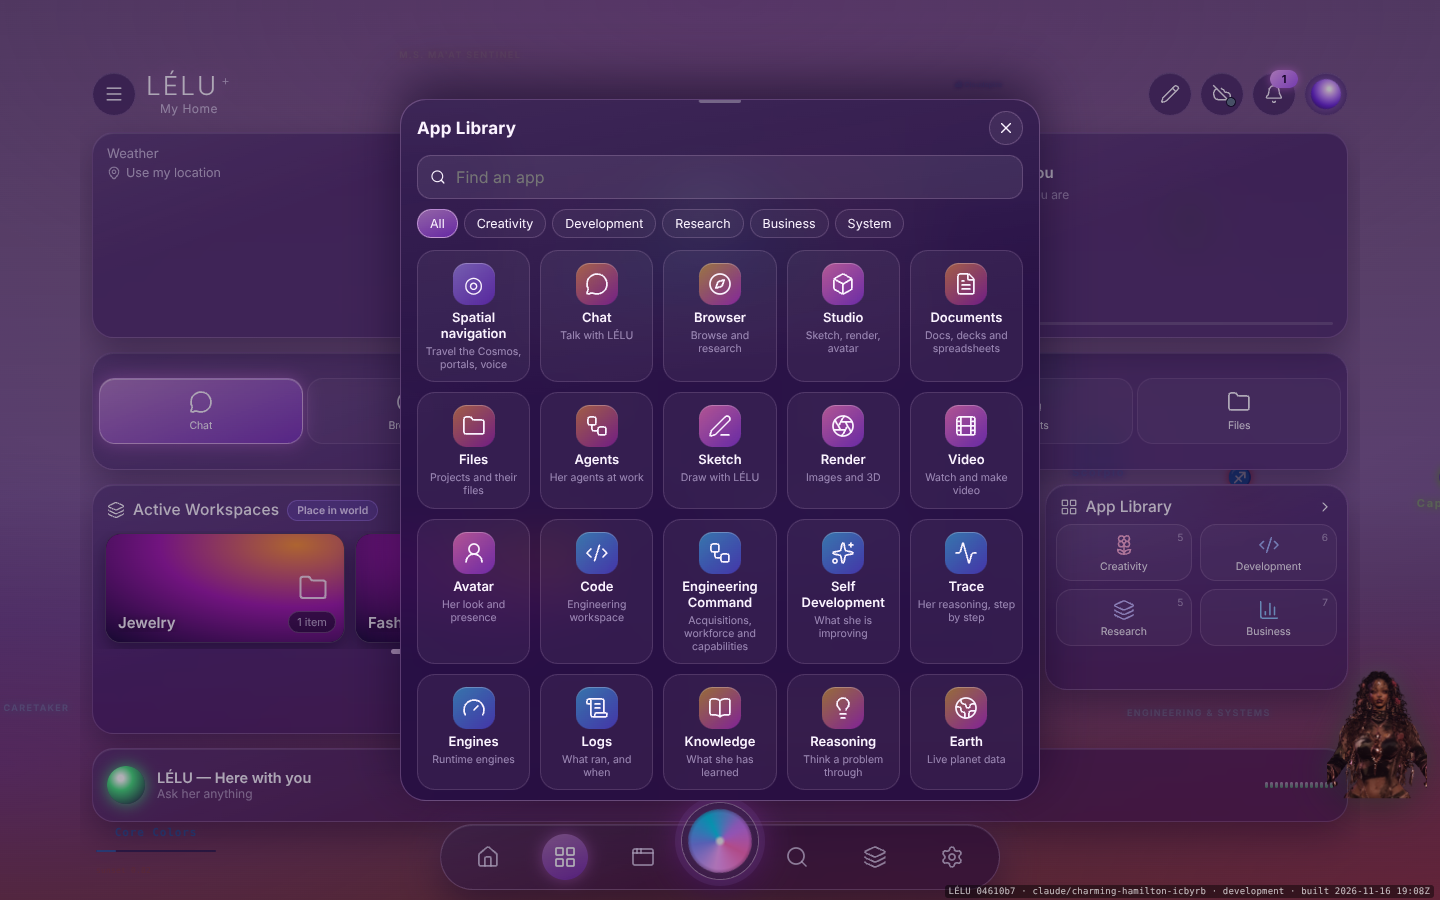 LÉLU +
My Home
1
Weather
Use my location
ou
u are
Chat
Br
ts
Files
Active Workspaces
Place in world
Jewelry
1 item
Fash
App Library
5
Creativity
6
Development
5
Research
7
Business
CARETAKER
ENGINEERING & SYSTEMS
Cap
LÉLU — Here with you
Ask her anything
App Library
Find an app
All
Creativity
Development
Research
Business
System
Spatial
navigation
Travel the Cosmos,
portals, voice
Chat
Talk with LÉLU
Browser
Browse and
research
Studio
Sketch, render,
avatar
Documents
Docs, decks and
spreadsheets
Files
Projects and their
files
Agents
Her agents at work
Sketch
Draw with LÉLU
Render
Images and 3D
Video
Watch and make
video
Avatar
Her look and
presence
Code
Engineering
workspace
Engineering
Command
Acquisitions,
workforce and
capabilities
Self
Development
What she is
improving
Trace
Her reasoning, step
by step
Engines
Runtime engines
Logs
What ran, and
when
Knowledge
What she has
learned
Reasoning
Think a problem
through
Earth
Live planet data
LÉLU 04610b7 · claude/charming-hamilton-icbyrb · development · built 2026-11-16 19:08Z